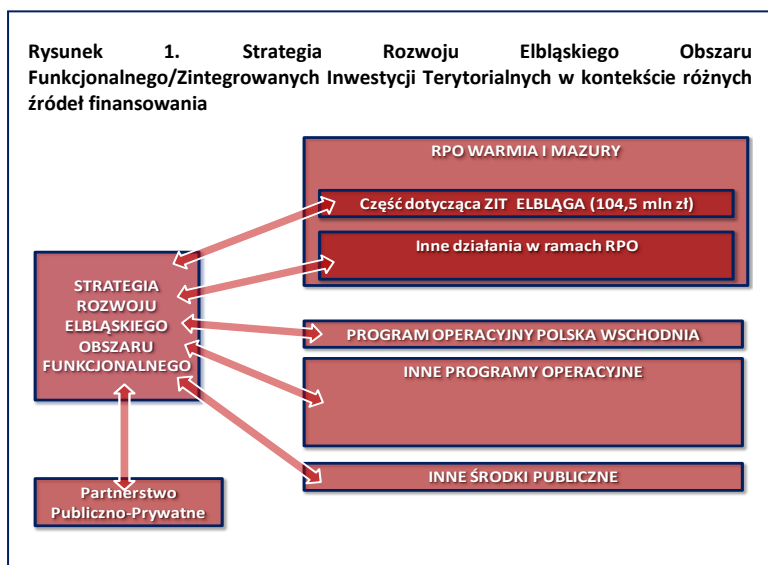 Rysunek 1. Strategia Rozwoju Elbląskiego Obszaru
Funkcjonalnego/Zintegrowanych Inwestycji Terytorialnych w kontekście różnych
źródeł finansowania
RPO WARMIA I MAZURY
Część dotycząca ZIT ELBLĄGA (104,5 mln zł)
Inne działania w ramach RPO
STRATEGIA
ROZWOJU
ELBLĄSKIEGO
OBSZARU
FUNKCJONALNEGO
PROGRAM OPERACYJNY POLSKA WSCHODNIA
INNE PROGRAMY OPERACYJNE
INNE ŚRODKI PUBLICZNE
Partnerstwo
Publiczno-Prywatne